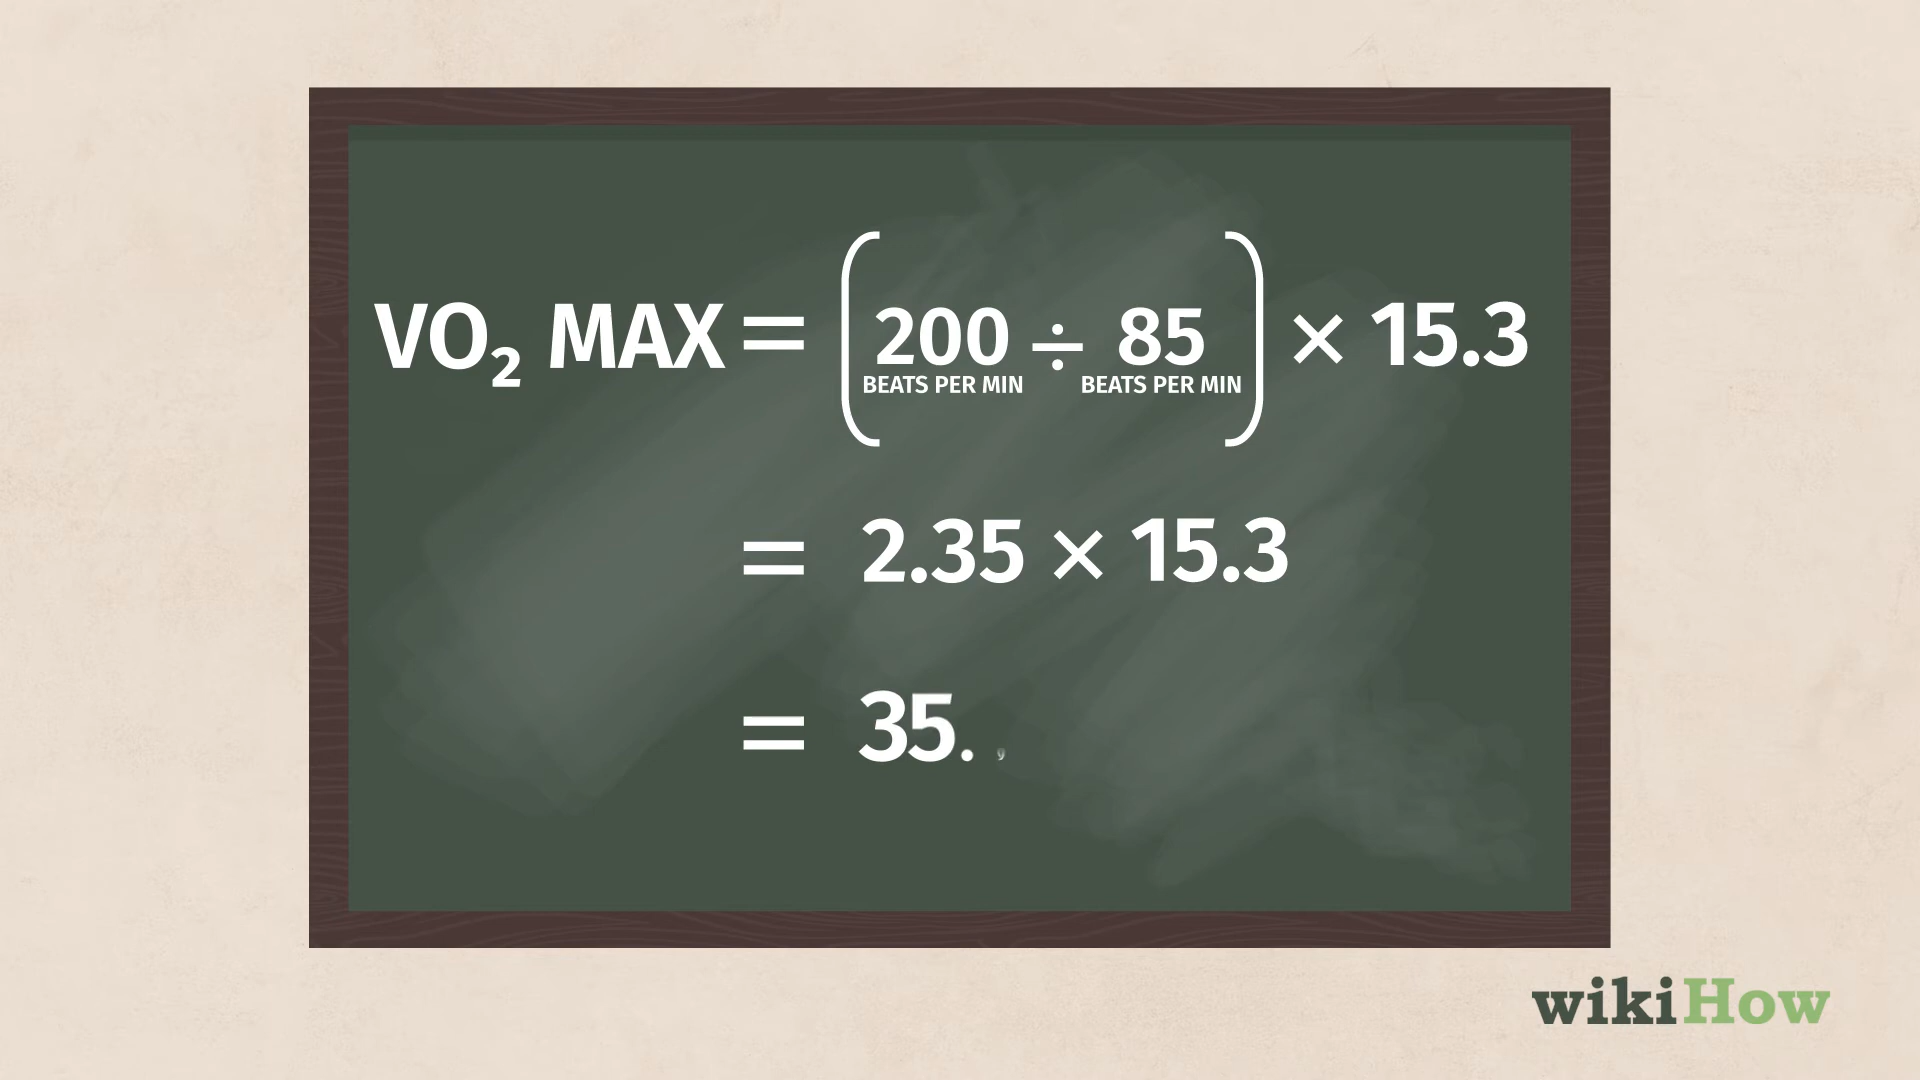 VO₂ MAX = (200 ÷ 85) × 15.3
BEATS PER MIN BEATS PER MIN
= 2.35 × 15.3
= 35.
wikiHow